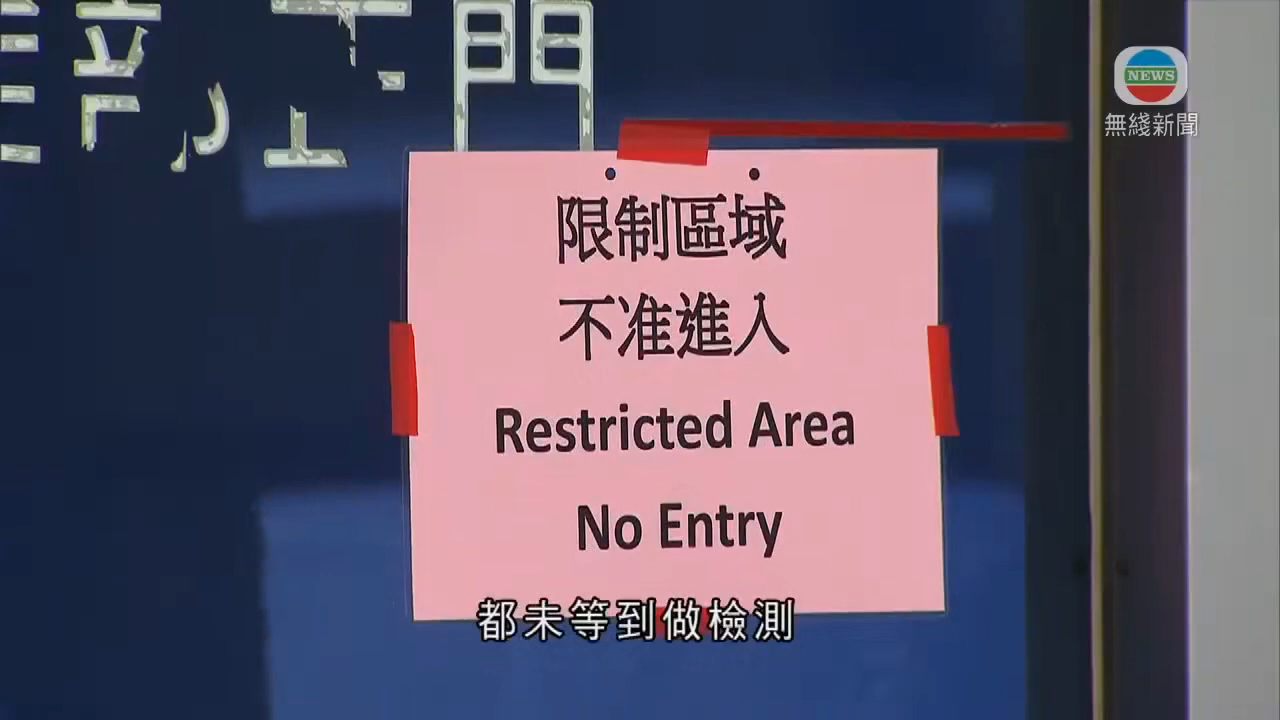 門
NEWS
無綫新聞
限制區域
不准進入
Restricted Area
No Entry
都未等到做檢測